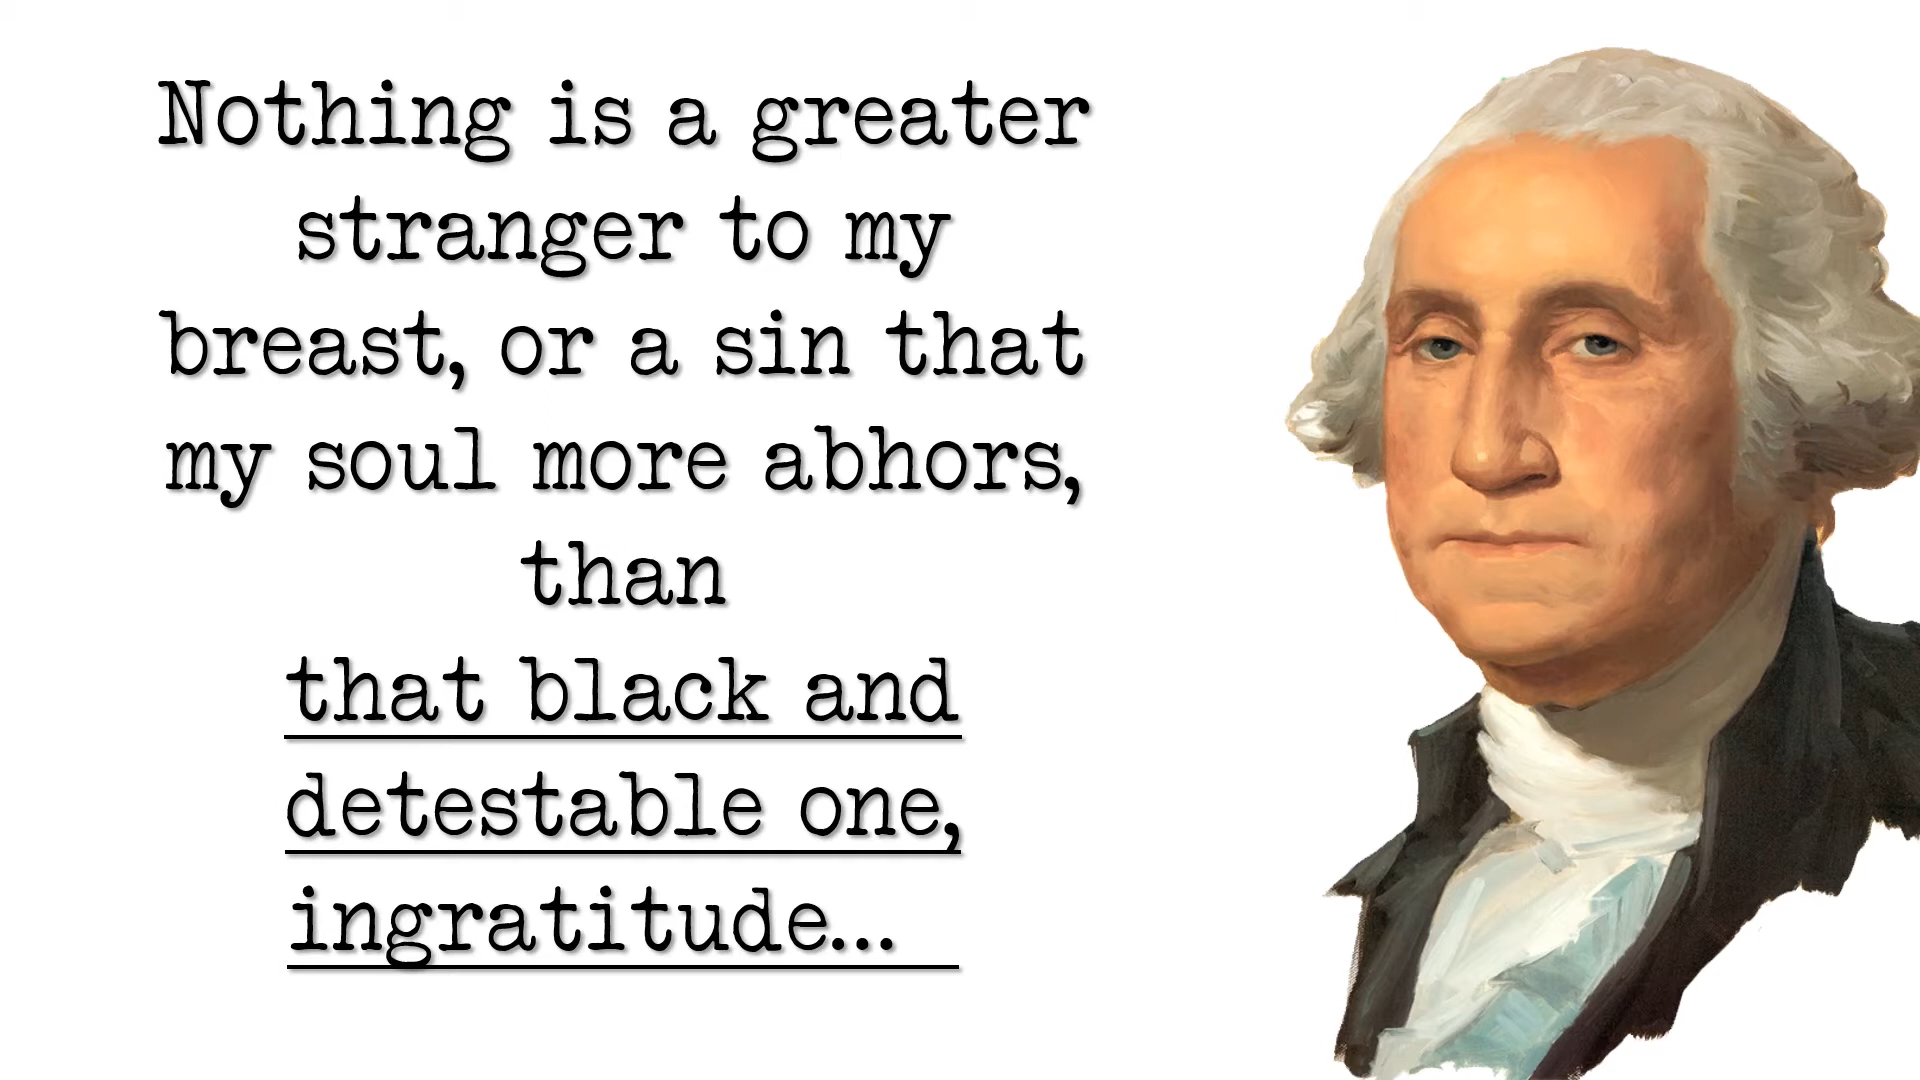 Nothing is a greater
stranger to my
breast, or a sin that
my soul more abhors,
than
that black and
detestable one,
ingratitude...